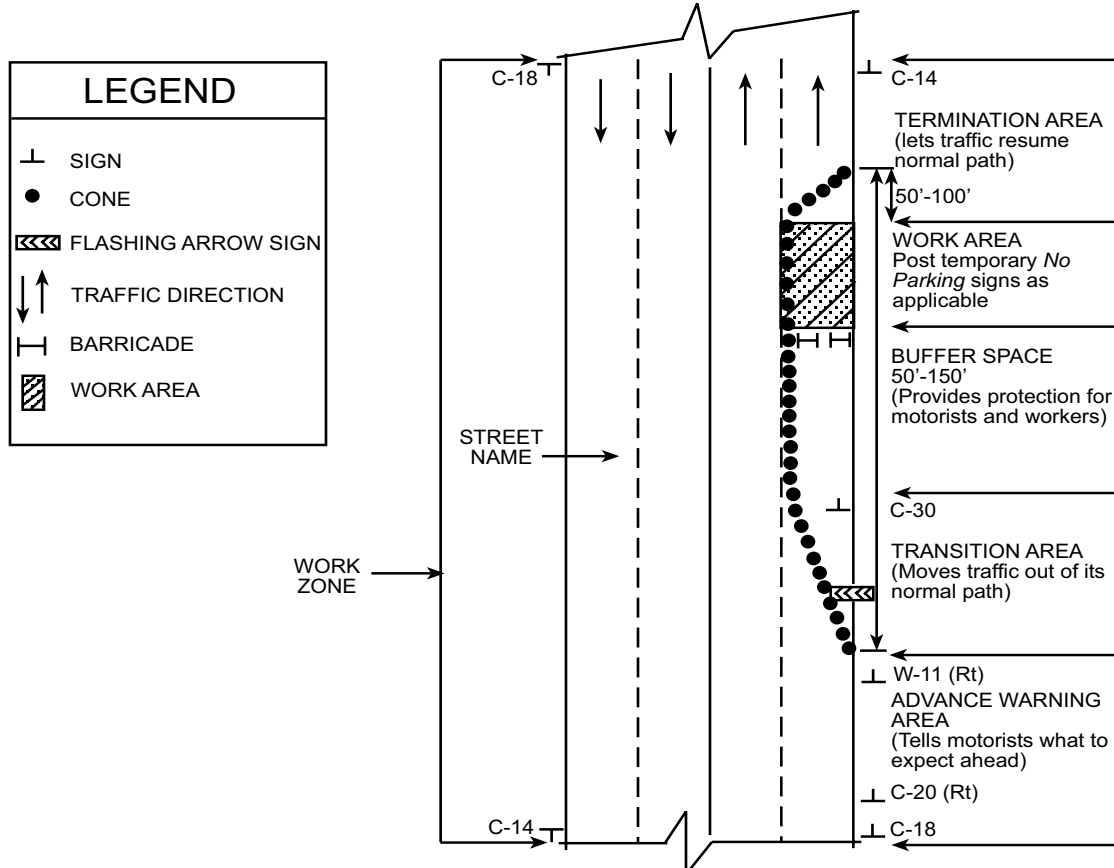 LEGEND
SIGN
CONE
FLASHING ARROW SIGN
TRAFFIC DIRECTION
BARRICADE
WORK AREA
C-18
STREET
NAME
WORK
ZONE
C-14
C-14
TERMINATION AREA
(lets traffic resume
normal path)
50’-100’
WORK AREA
Post temporary No
Parking signs as
applicable
BUFFER SPACE
50’-150’
(Provides protection for
motorists and workers)
C-30
TRANSITION AREA
(Moves traffic out of its
normal path)
W-11 (Rt)
ADVANCE WARNING
AREA
(Tells motorists what to
expect ahead)
C-20 (Rt)
C-18